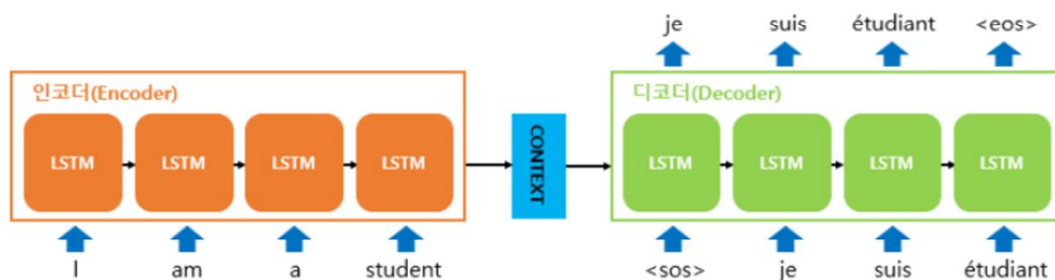 je suis étudiant <eos>
인코더(Encoder)
디코더(Decoder)
LSTM LSTM LSTM LSTM
CONTEXT
LSTM LSTM LSTM LSTM
I am a student
<sos> je suis étudiant